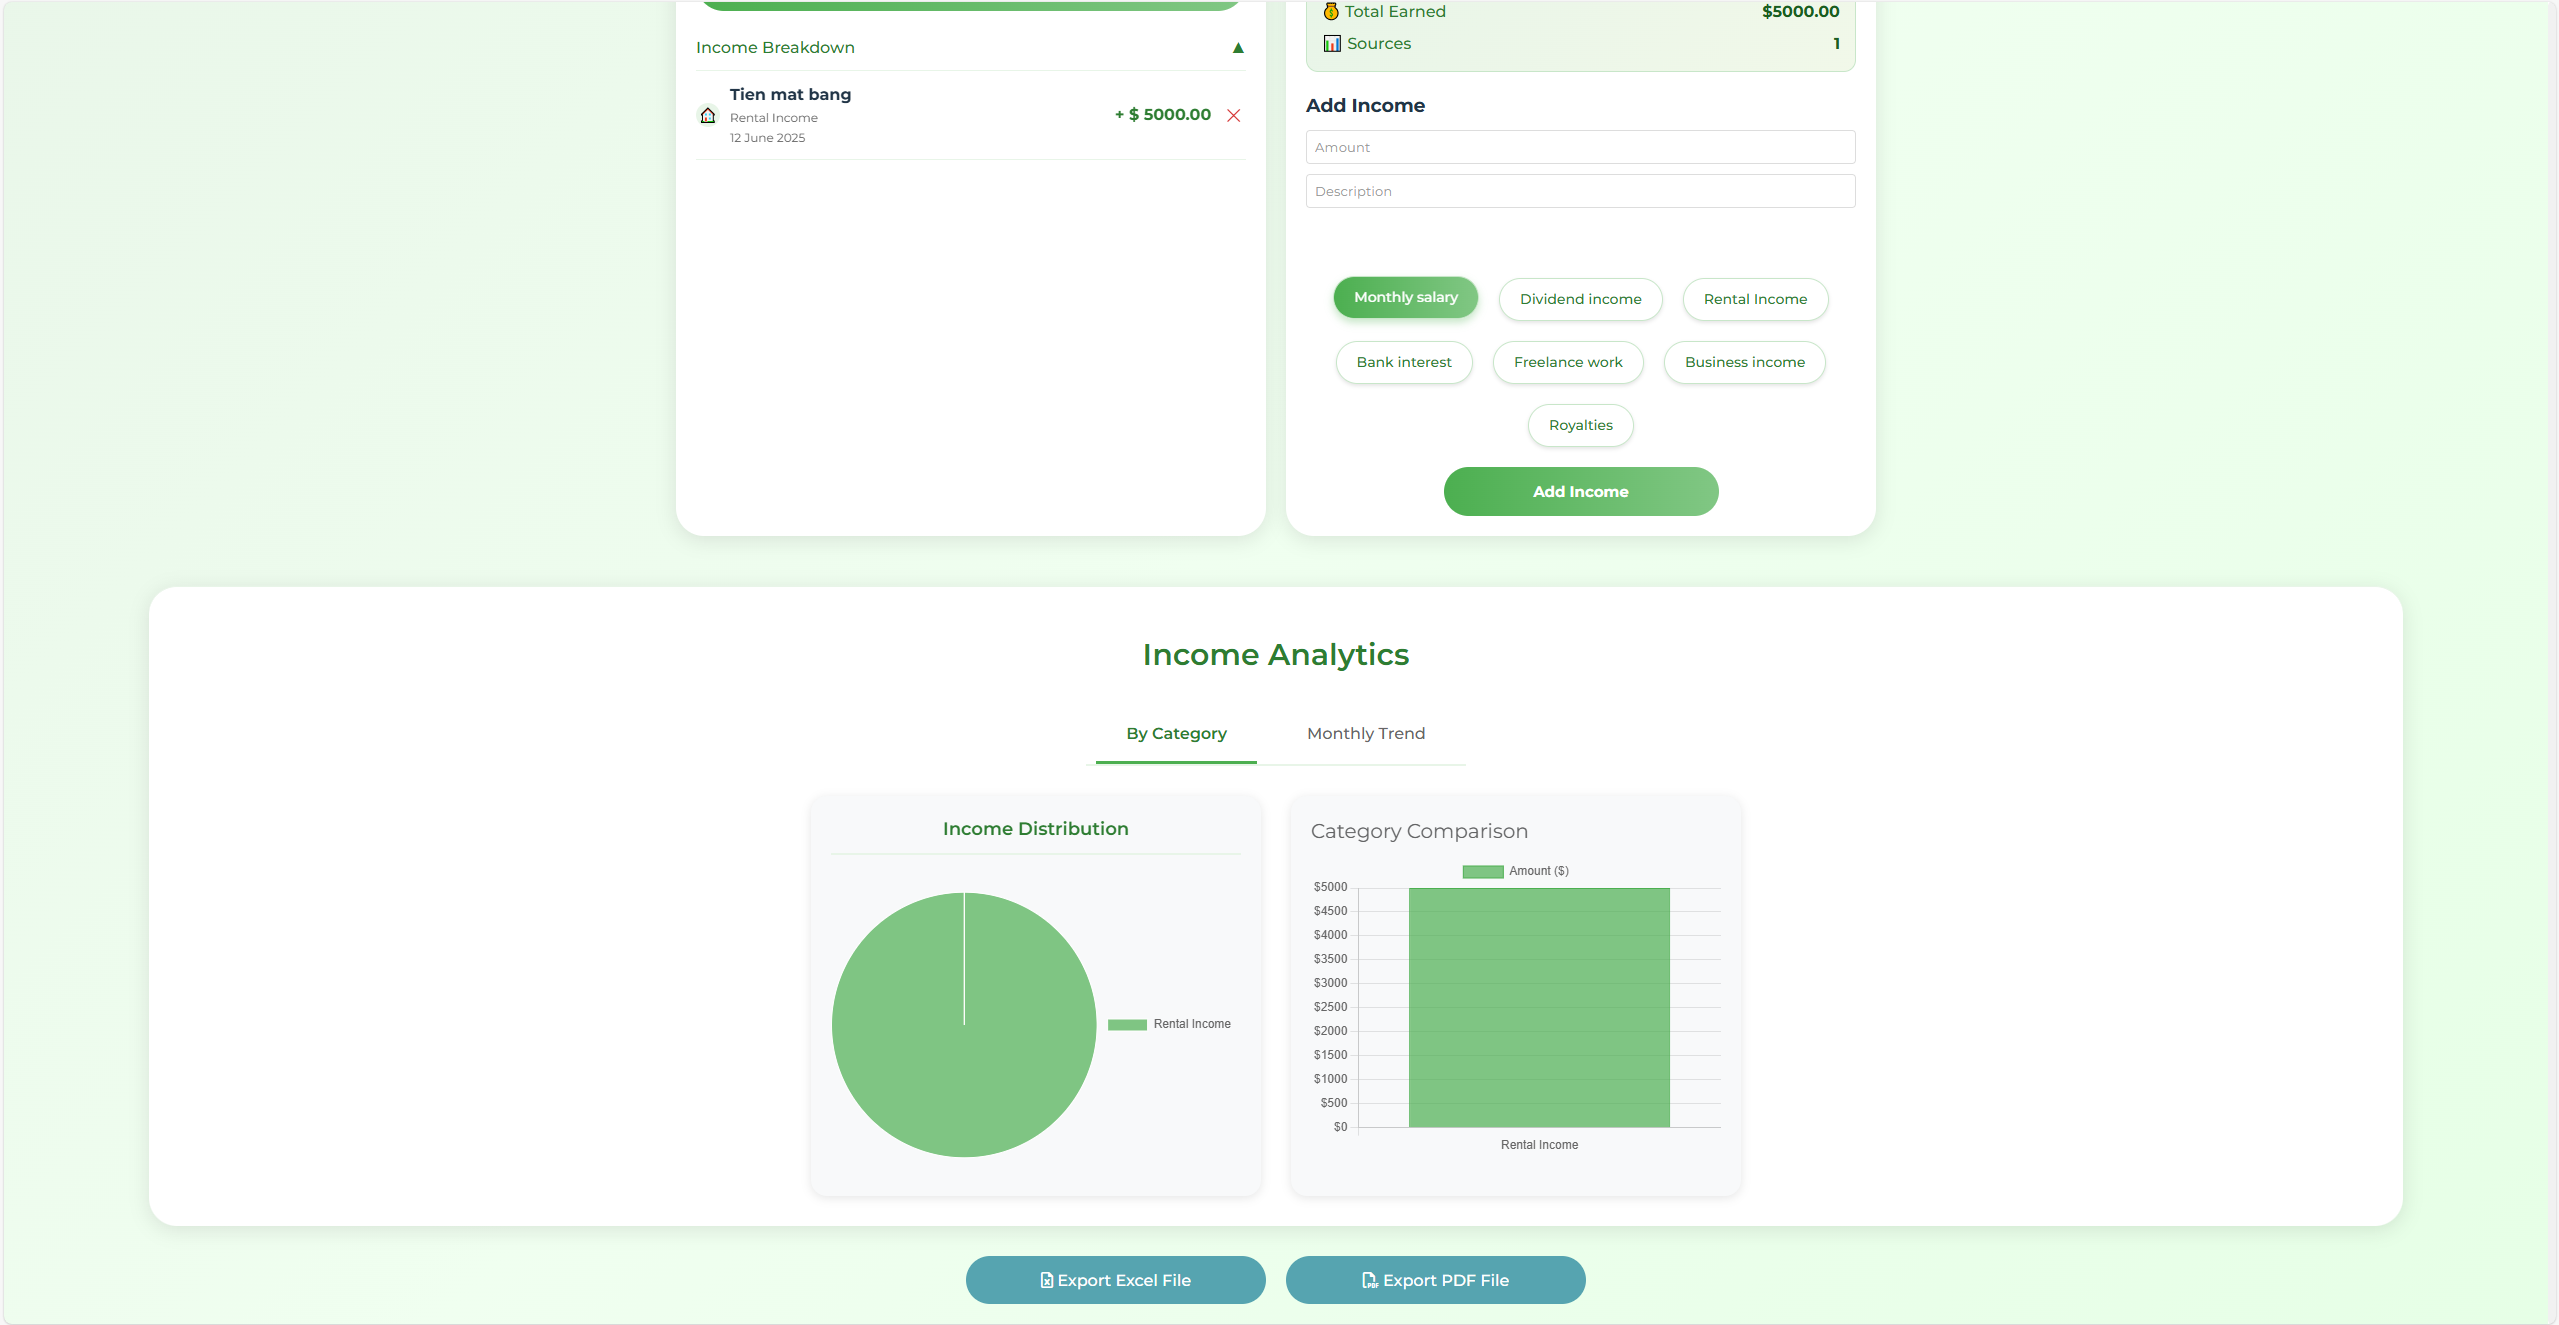 Income Breakdown ▲
Tien mat bang
Rental Income
12 June 2025
+ $ 5000.00
Total Earned $5000.00
Sources 1
Add Income
Amount
Description
Monthly salary Dividend income Rental Income
Bank interest Freelance work Business income
Royalties
Add Income
Income Analytics
By Category Monthly Trend
Income Distribution
Rental Income
Category Comparison
Amount ($)
$5000
$4500
$4000
$3500
$3000
$2500
$2000
$1500
$1000
$500
$0
Rental Income
Export Excel File
Export PDF File